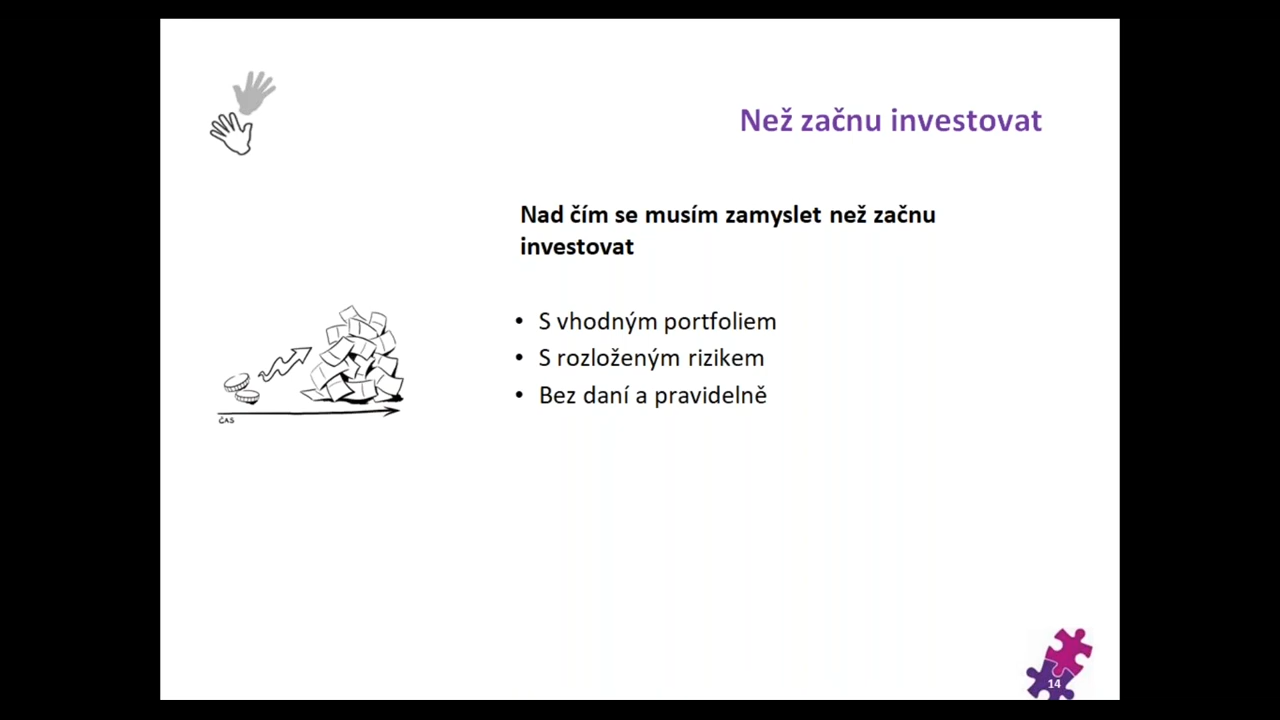 Než začnu investovat
Nad čím se musím zamyslet než začnu
investovat
• S vhodným portfoliem
• S rozloženým rizikem
• Bez daní a pravidelně
ČAS
14